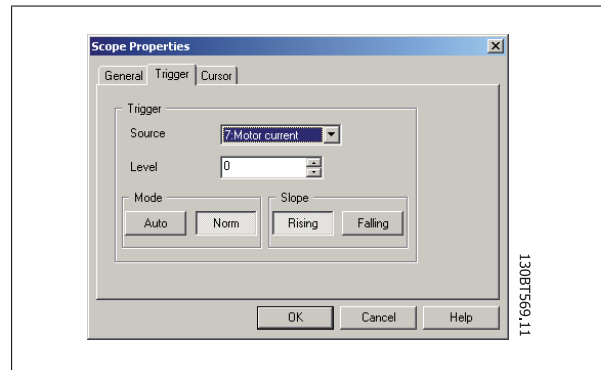 Scope Properties
General Trigger Cursor
Trigger
Source 7:Motor current
Level 0
Mode Slope
Auto Norm Rising Falling
OK Cancel Help
130BT569.11